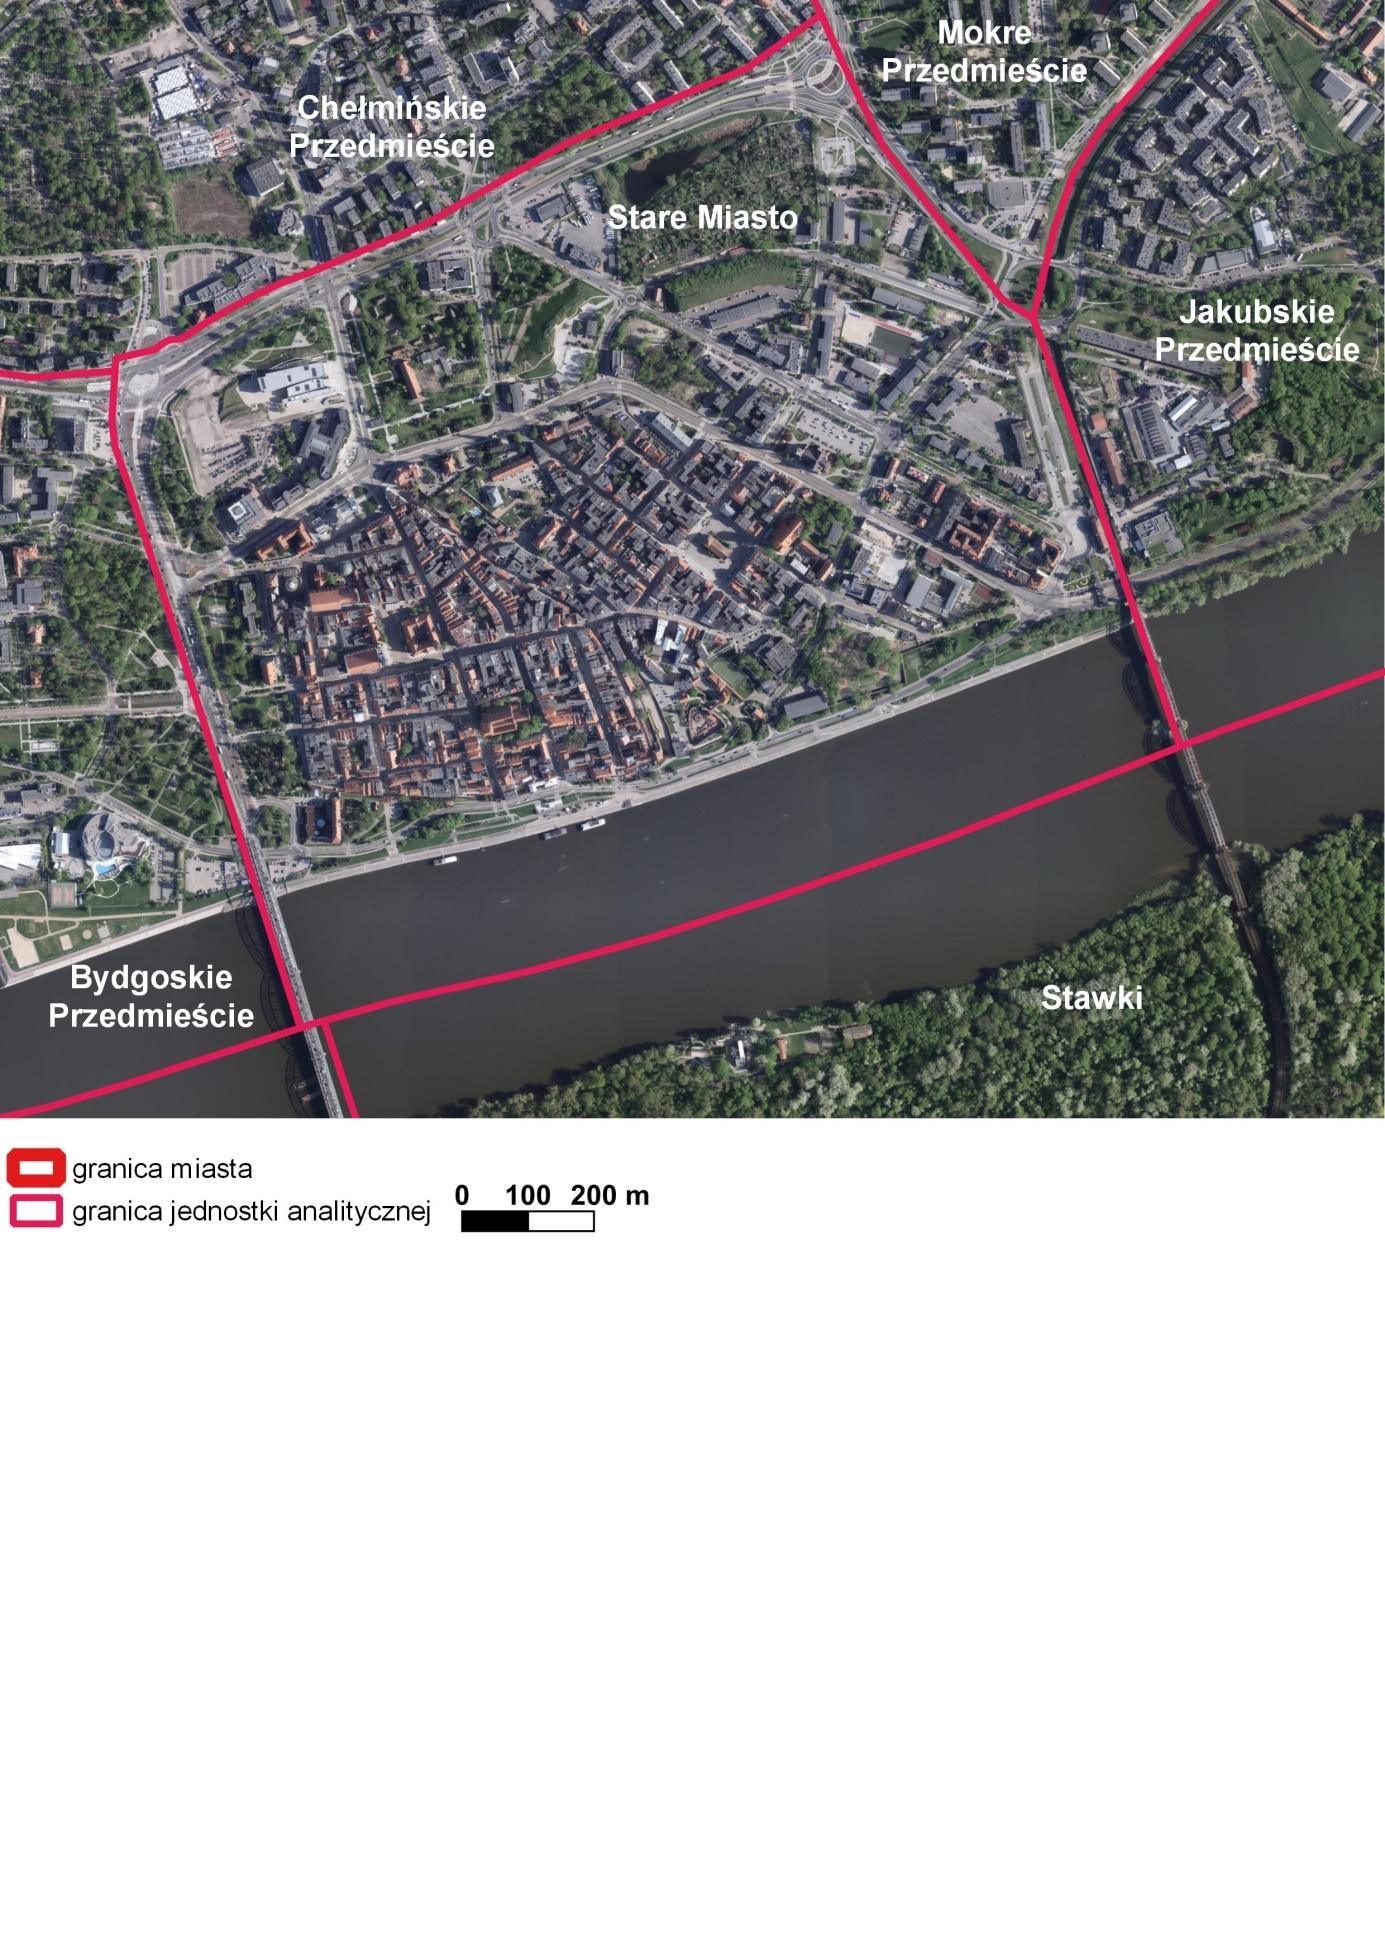 Mokre
Przedmieście
Chełmińskie
Przedmieście
Stare Miasto
Jakubskie
Przedmieście
Bydgoskie
Przedmieście
Stawki
granica miasta
granica jednostki analitycznej
0 100 200 m